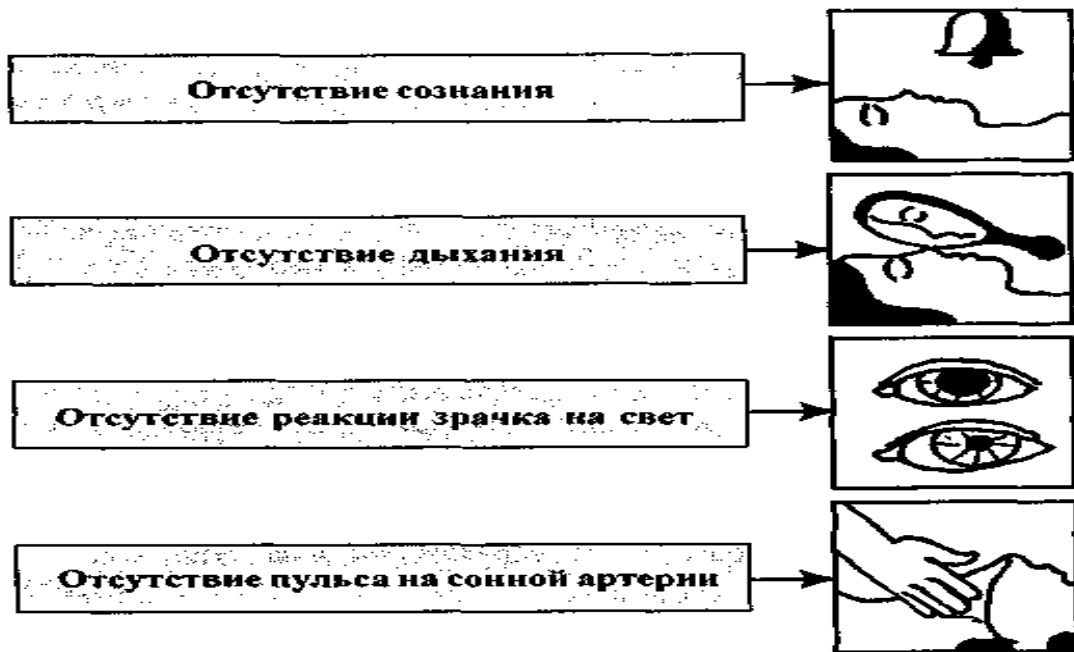 Отсутствие сознания
Отсутствие дыхания
Отсутствие реакции зрачка на свет
Отсутствие пульса на сонной артерии